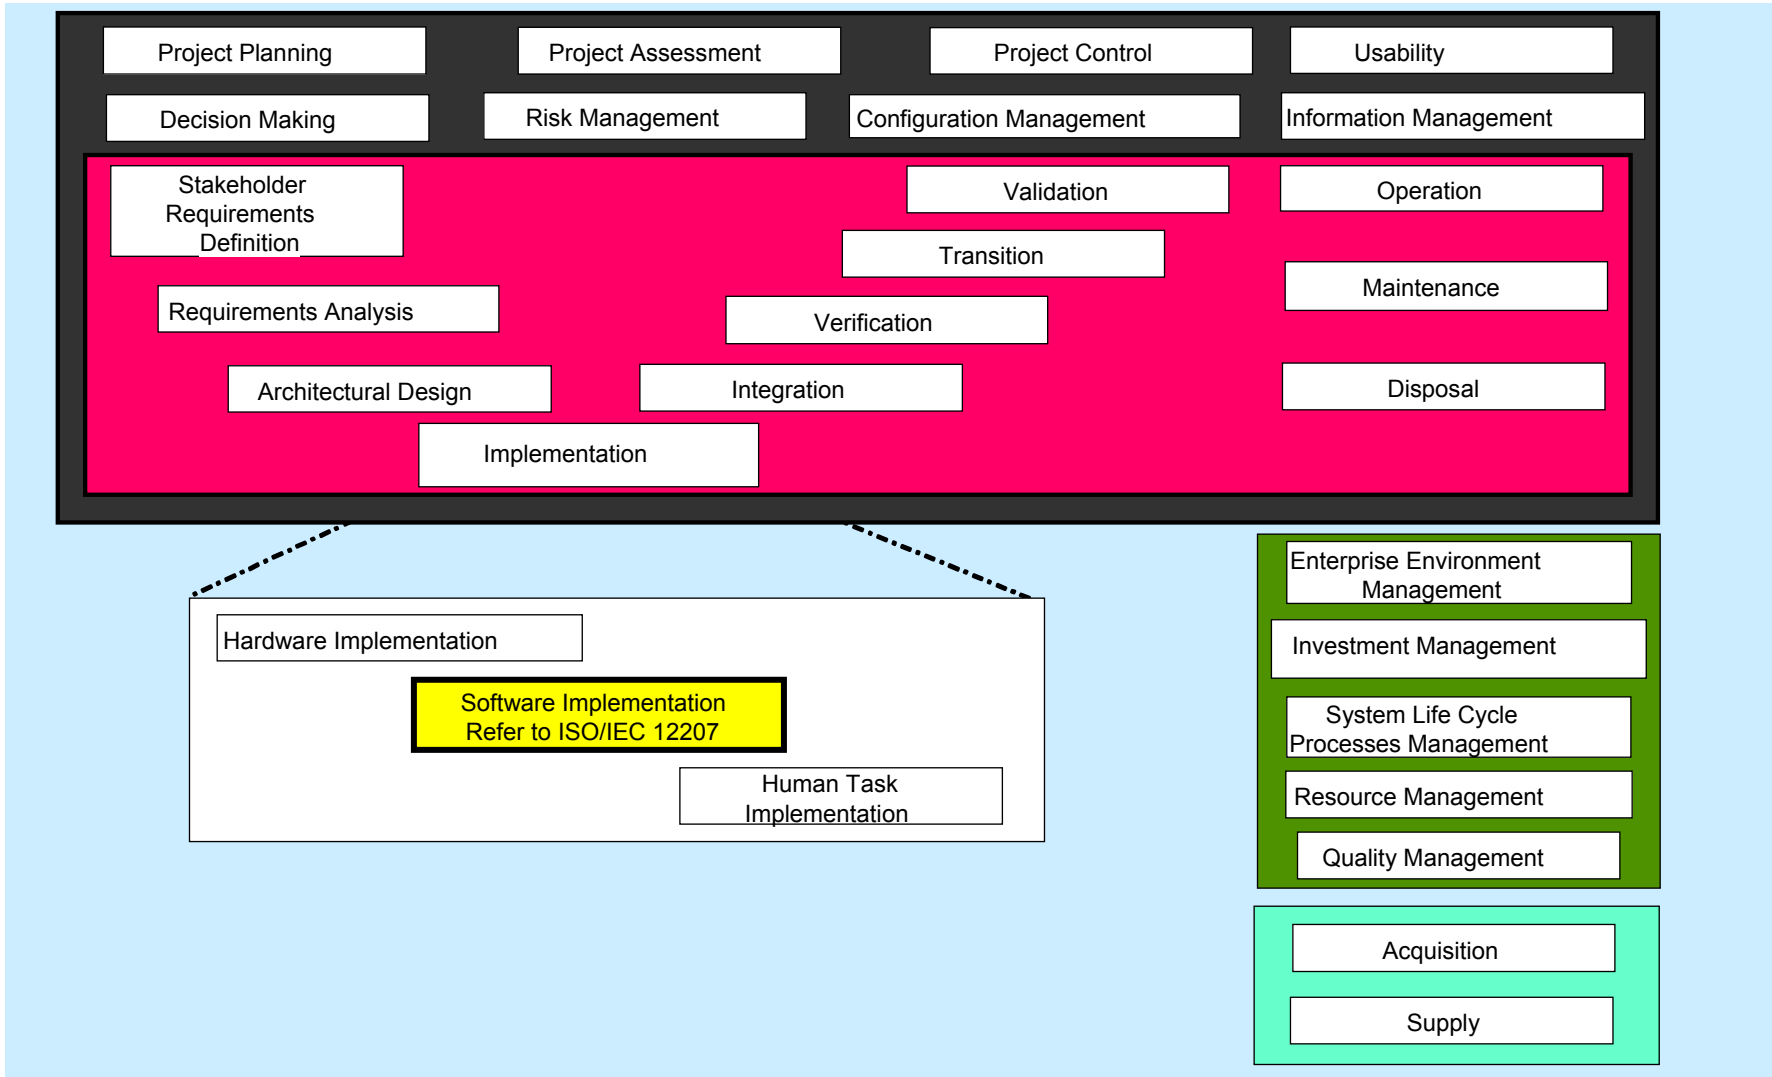 Project Planning
Project Assessment
Project Control
Usability
Decision Making
Risk Management
Configuration Management
Information Management
Stakeholder
Requirements
Definition
Validation
Operation
Transition
Requirements Analysis
Verification
Maintenance
Architectural Design
Integration
Disposal
Implementation
Hardware Implementation
Software Implementation
Refer to ISO/IEC 12207
Human Task
Implementation
Enterprise Environment
Management
Investment Management
System Life Cycle
Processes Management
Resource Management
Quality Management
Acquisition
Supply